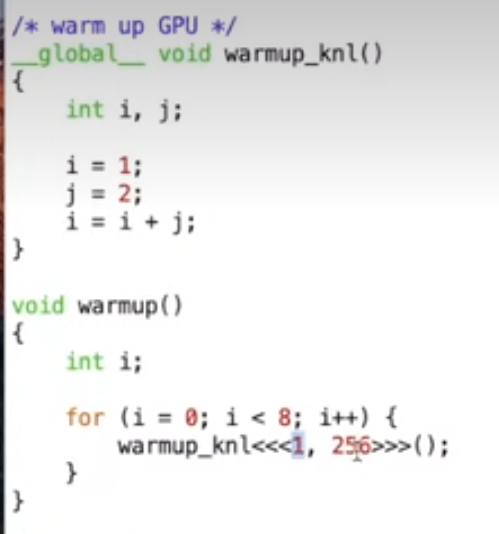 /* warm up GPU */
__global__ void warmup_knl()
{
    int i, j;

    i = 1;
    j = 2;
    i = i + j;
}

void warmup()
{
    int i;

    for (i = 0; i < 8; i++) {
        warmup_knl<<<1, 256>>>();
    }
}